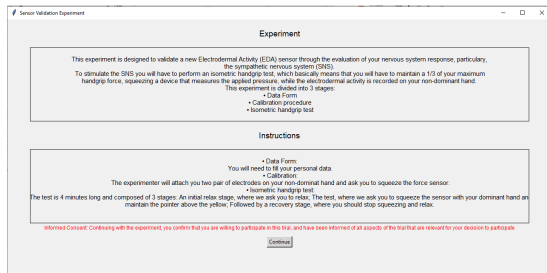 Sensor Validation Experiment
Experiment
This experiment is designed to validate a new Electrodermal Activity (EDA) sensor through the evaluation of your nervous system response, particulary,
the sympathetic nervous system (SNS).
To stimulate the SNS you will have to perform an isometric handgrip test, which basically means that you will have to maintain a 1/3 of your maximum
handgrip force, squeezing a device that measures the applied pressure, while the electrodermal activity is recorded on your non-dominant hand.
This experiment is divided into 3 stages:
• Data Form
• Calibration procedure
• Isometric handgrip test
Instructions
• Data Form:
You will need to fill your personal data.
• Calibration:
The experimenter will attach you two pair of electrodes on your non-dominat hand and ask you to squeeze the force sensor.
• Isometric handgrip test:
The test is 4 minutes long and composed of 3 stages: An initial relax stage, where we ask you to relax; The test, where we ask you to squeeze the sensor with your dominant hand an
maintain the pointer above the yellow; Followed by a recovery stage, where you should stop squeezing and relax.
Informed Consent: Continuing with the experiment, you confirm that you are willing to participate in this trial, and have been informed of all aspects of the trial that are relevant for your decision to participate
Continue